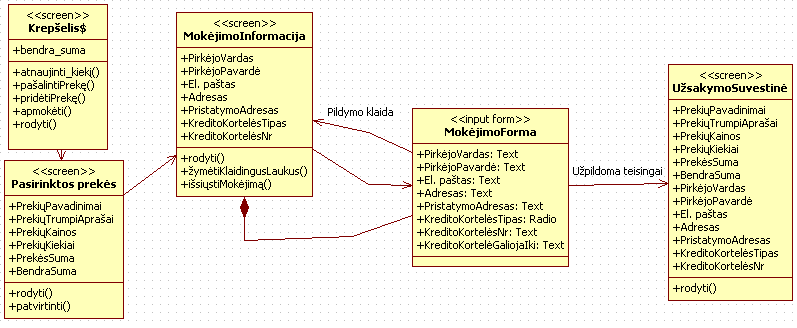 <<screen>>
Krepšelis$
+bendra_suma
+atnaujinti_kiekį()
+pašalintiPrekę()
+pridėtiPrekę()
+apmokėti()
+rodyti()
<<screen>>
Pasirinktos prekės
+PrekiųPavadinimai
+PrekiųTrumpiAprašai
+PrekiųKainos
+PrekiųKiekiai
+PrekėsSuma
+BendraSuma
+rodyti()
+patvirtinti()
<<screen>>
MokėjimoInformacija
+PirkėjoVardas
+PirkėjoPavardė
+El. paštas
+Adresas
+PristatymoAdresas
+KreditoKortelėsTipas
+KreditoKortelėsNr
+rodyti()
+žymėtiKlaidingusLaukus()
+išsiųstiMokėjimą()
Pildymo klaida
<<input form>>
MokėjimoForma
+PirkėjoVardas: Text
+PirkėjoPavardė: Text
+El. paštas: Text
+Adresas: Text
+PristatymoAdresas: Text
+KreditoKortelėsTipas: Radio
+KreditoKortelėsNr: Text
+KreditoKortelėGaliojaIki: Text
Užpildoma teisingai
<<screen>>
UžsakymoSuvestinė
+PrekiųPavadinimai
+PrekiųTrumpiAprašai
+PrekiųKainos
+PrekiųKiekiai
+PrekėsSuma
+BendraSuma
+PirkėjoVardas
+PirkėjoPavardė
+El. paštas
+Adresas
+PristatymoAdresas
+KreditoKortelėsTipas
+KreditoKortelėsNr
+rodyti()